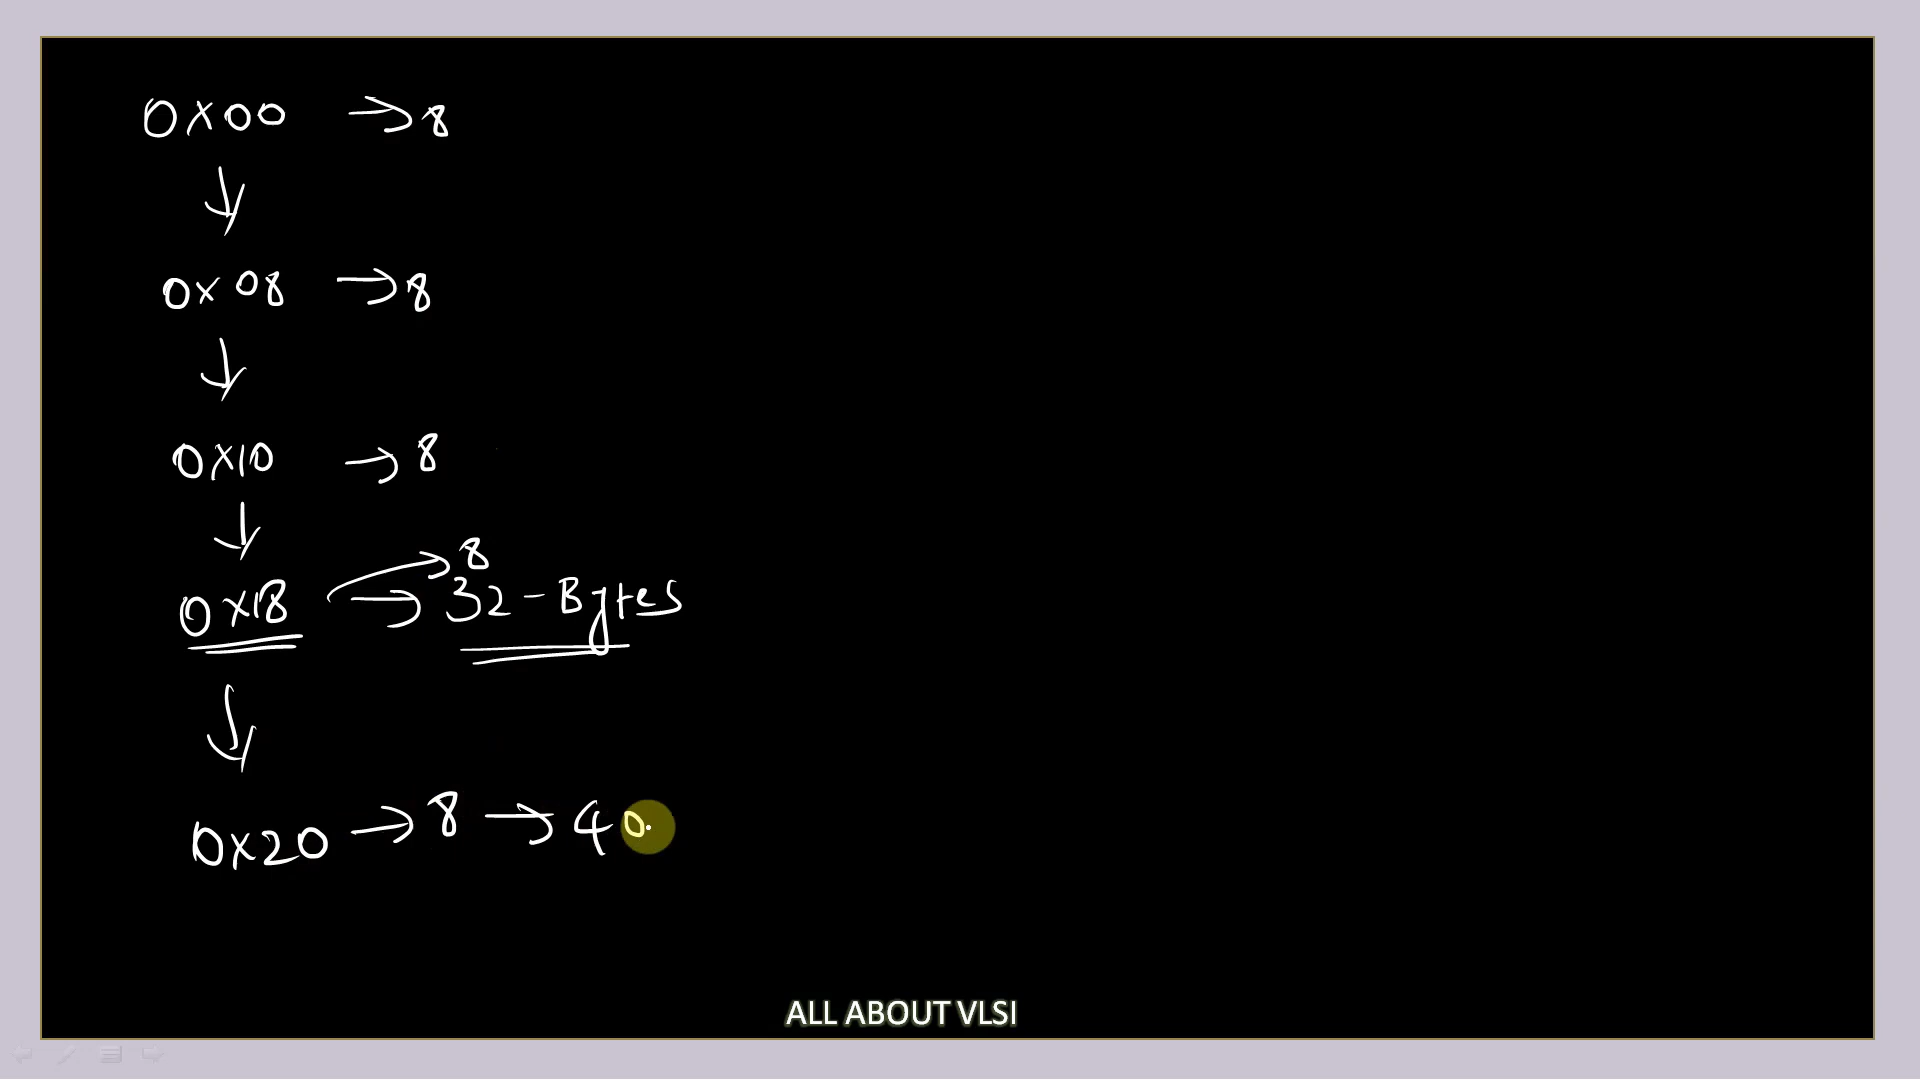 0x00 → 8
↓
0x08 → 8
↓
0x10 → 8
↓
8
0x18 → 32-Bytes
↓
0x20 → 8 → 40
ALL ABOUT VLSI